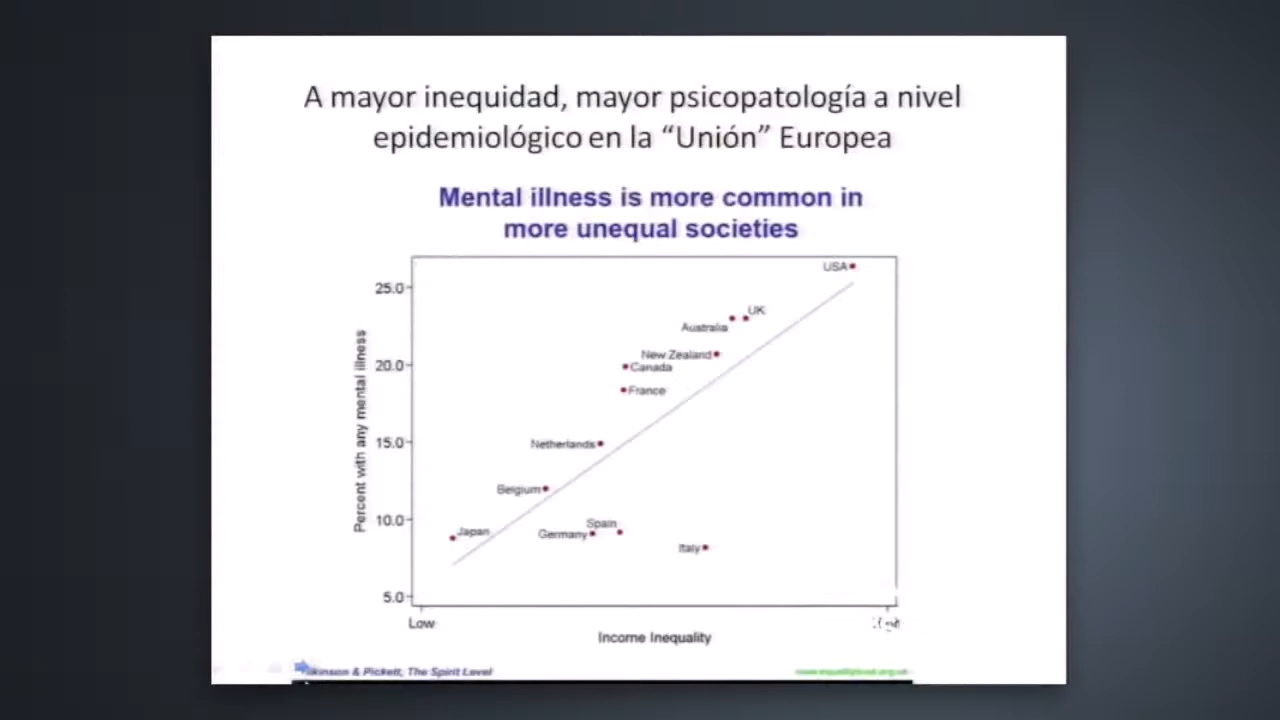 A mayor inequidad, mayor psicopatología a nivel
epidemiológico en la “Unión” Europea
Mental illness is more common in
more unequal societies
USA
25.0
UK
Australia
New Zealand
20.0
Canada
France
Percent with any mental illness
15.0
Netherlands
Belgium
10.0
Spain
Japan
Germany
Italy
5.0
Low
Income Inequality
& Pickett, The Spirit Level